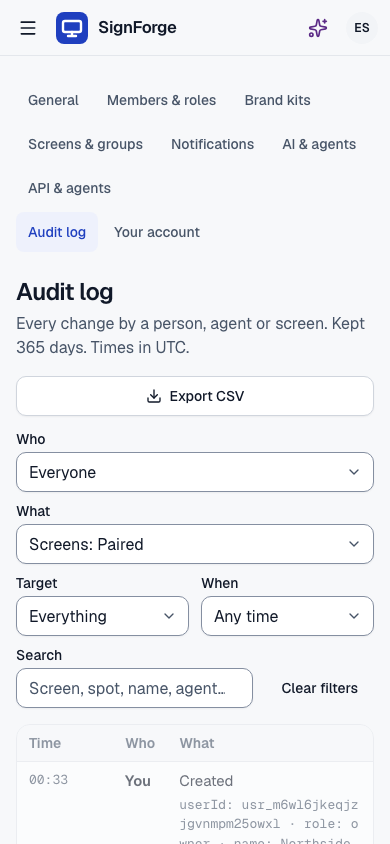 SignForge
ES
General
Members & roles
Brand kits
Screens & groups
Notifications
AI & agents
API & agents
Audit log
Your account
Audit log
Every change by a person, agent or screen. Kept
365 days. Times in UTC.
Export CSV
Who
Everyone
What
Screens: Paired
Target
When
Everything
Any time
Search
Screen, spot, name, agent…
Clear filters
Time
Who
What
00:33
You
Created
userId: usr_m6wl6jkeqjz
jgvnmpm25owxl · role: o
wner · name: Northside